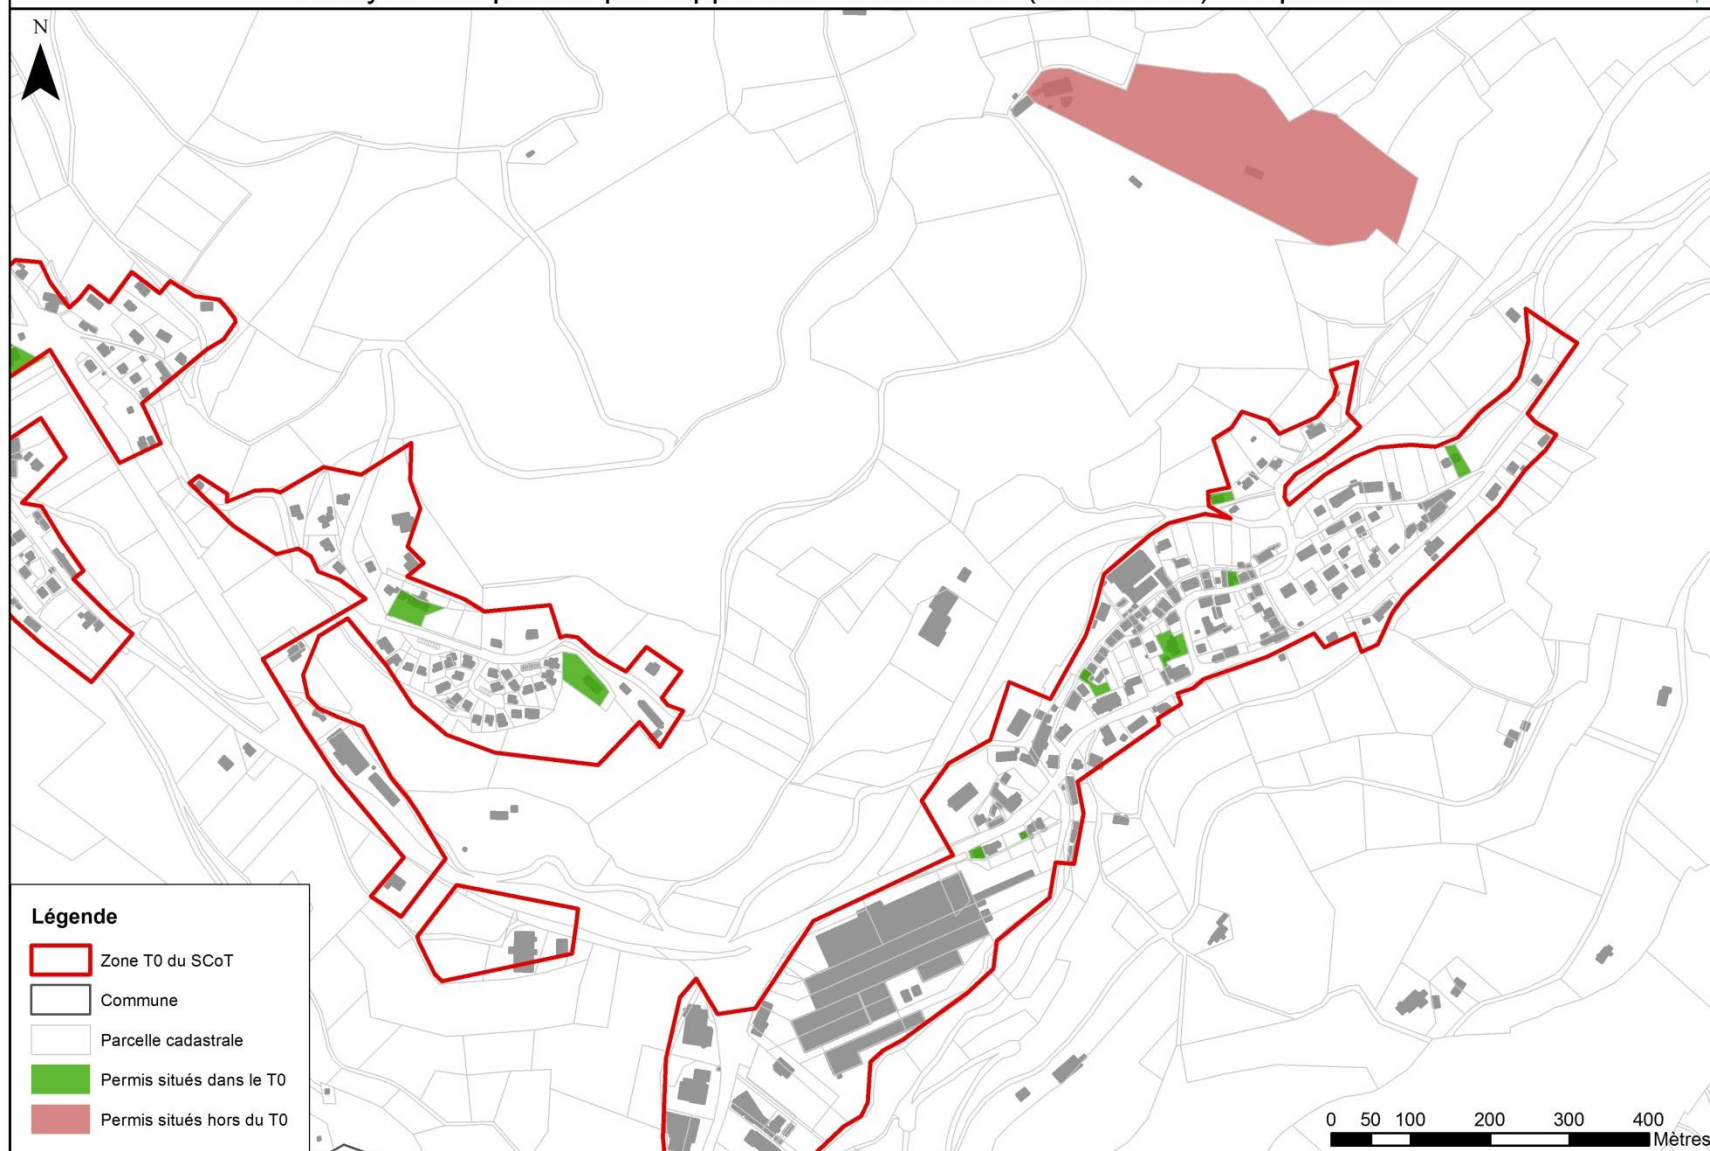 N
Légende
Zone T0 du SCoT
Commune
Parcelle cadastrale
Permis situés dans le T0
Permis situés hors du T0
0 50 100 200 300 400
Mètres